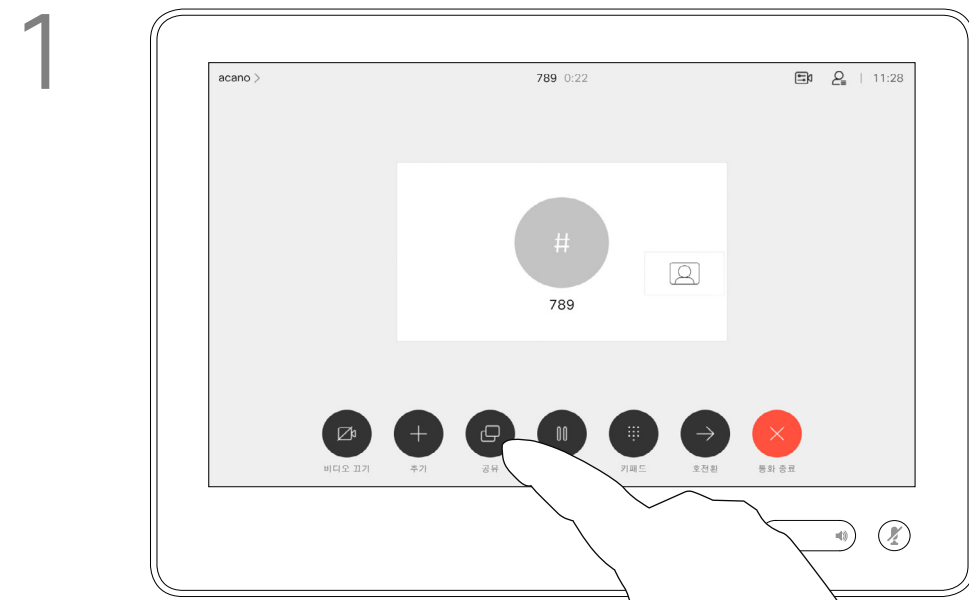 1
acano >
789 0:22
11:28
#
789
비디오 끄기
추가
공유
키패드
호전환
통화 종료